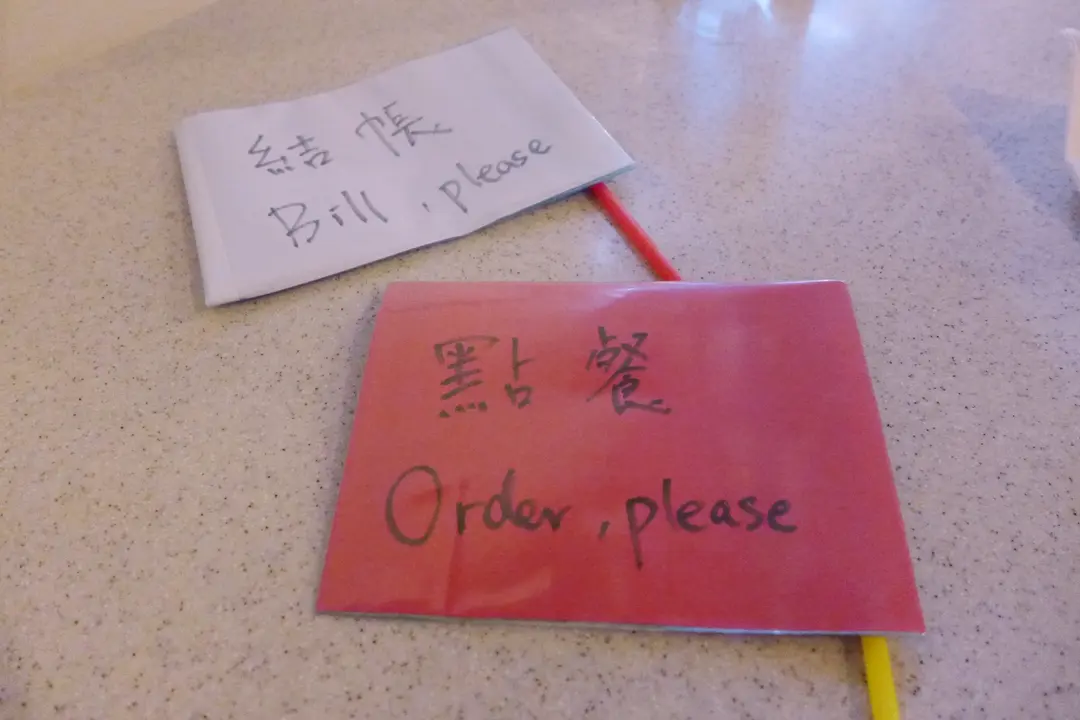 結帳
Bill, please
點餐
Order, please